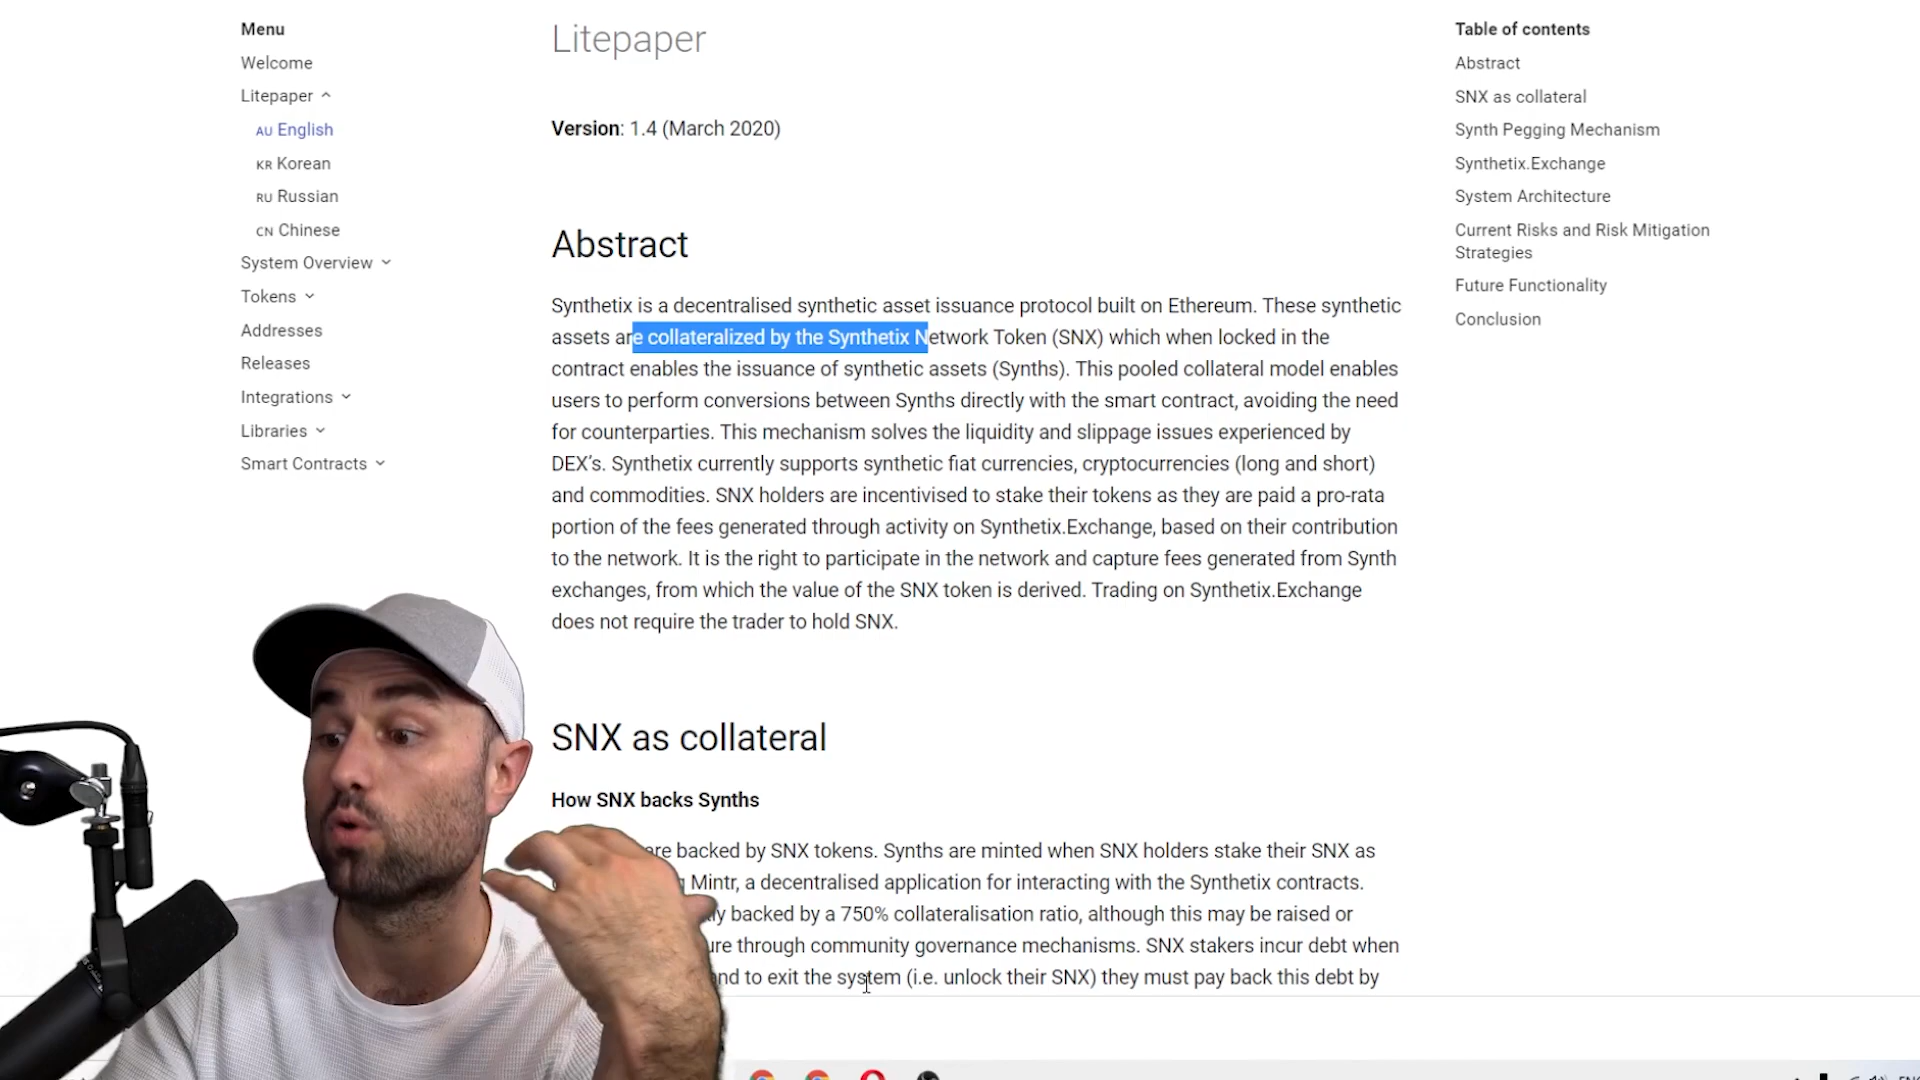 Menu
Welcome
Litepaper
AU English
KR Korean
RU Russian
CN Chinese
System Overview
Tokens
Addresses
Releases
Integrations
Libraries
Smart Contracts
Litepaper
Version: 1.4 (March 2020)
Abstract
Synthetix is a decentralised synthetic asset issuance protocol built on Ethereum. These synthetic
assets are collateralized by the Synthetix Network Token (SNX) which when locked in the
contract enables the issuance of synthetic assets (Synths). This pooled collateral model enables
users to perform conversions between Synths directly with the smart contract, avoiding the need
for counterparties. This mechanism solves the liquidity and slippage issues experienced by
DEX’s. Synthetix currently supports synthetic fiat currencies, cryptocurrencies (long and short)
and commodities. SNX holders are incentivised to stake their tokens as they are paid a pro-rata
portion of the fees generated through activity on Synthetix.Exchange, based on their contribution
to the network. It is the right to participate in the network and capture fees generated from Synth
exchanges, from which the value of the SNX token is derived. Trading on Synthetix.Exchange
does not require the trader to hold SNX.
SNX as collateral
How SNX backs Synths
are backed by SNX tokens. Synths are minted when SNX holders stake their SNX as
Mintr, a decentralised application for interacting with the Synthetix contracts.
backed by a 750% collateralisation ratio, although this may be raised or
through community governance mechanisms. SNX stakers incur debt when
to exit the system (i.e. unlock their SNX) they must pay back this debt by
Table of contents
Abstract
SNX as collateral
Synth Pegging Mechanism
Synthetix.Exchange
System Architecture
Current Risks and Risk Mitigation
Strategies
Future Functionality
Conclusion